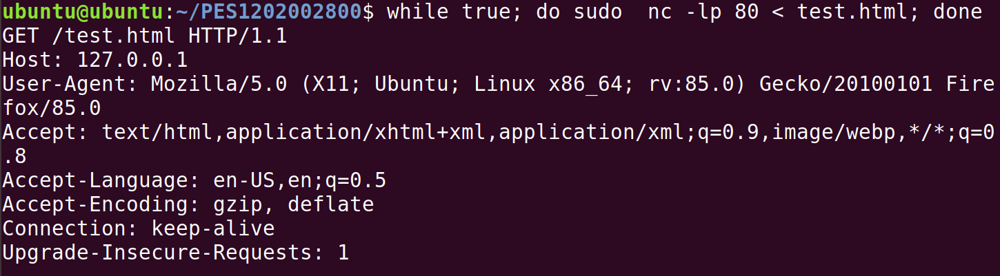 ubuntu@ubuntu:~/PES1202002800$ while true; do sudo  nc -lp 80 < test.html; done
GET /test.html HTTP/1.1
Host: 127.0.0.1
User-Agent: Mozilla/5.0 (X11; Ubuntu; Linux x86_64; rv:85.0) Gecko/20100101 Fire
fox/85.0
Accept: text/html,application/xhtml+xml,application/xml;q=0.9,image/webp,*/*;q=0
.8
Accept-Language: en-US,en;q=0.5
Accept-Encoding: gzip, deflate
Connection: keep-alive
Upgrade-Insecure-Requests: 1